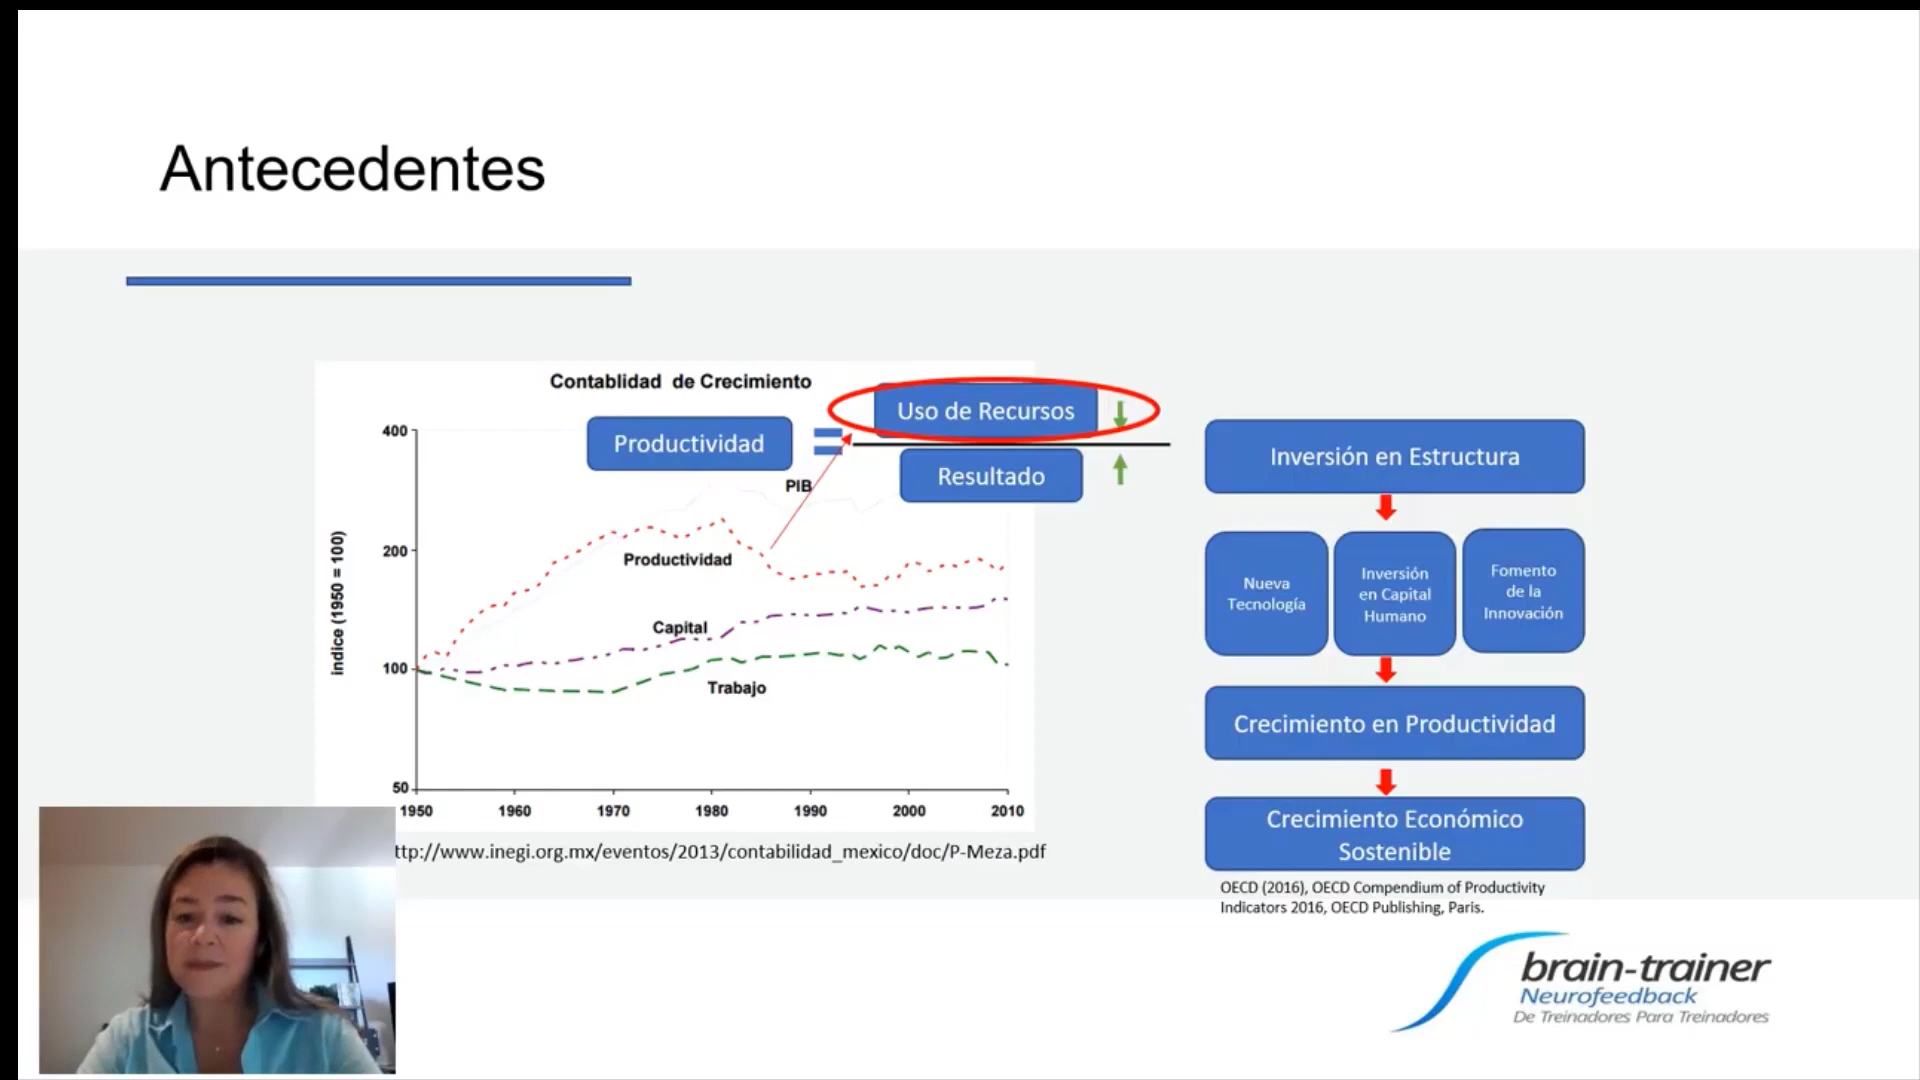 Antecedentes
Contablidad de Crecimiento
Uso de Recursos
Productividad
Resultado
400
200
100
50
indice (1950 = 100)
PIB
Productividad
Capital
Trabajo
1950 1960 1970 1980 1990 2000 2010
ttp://www.inegi.org.mx/eventos/2013/contabilidad_mexico/doc/P-Meza.pdf
Inversión en Estructura
Nueva
Tecnología
Inversión
en Capital
Humano
Fomento
de la
Innovación
Crecimiento en Productividad
Crecimiento Económico
Sostenible
OECD (2016), OECD Compendium of Productivity
Indicators 2016, OECD Publishing, Paris.
brain-trainer
Neurofeedback
De Treinadores Para Treinadores